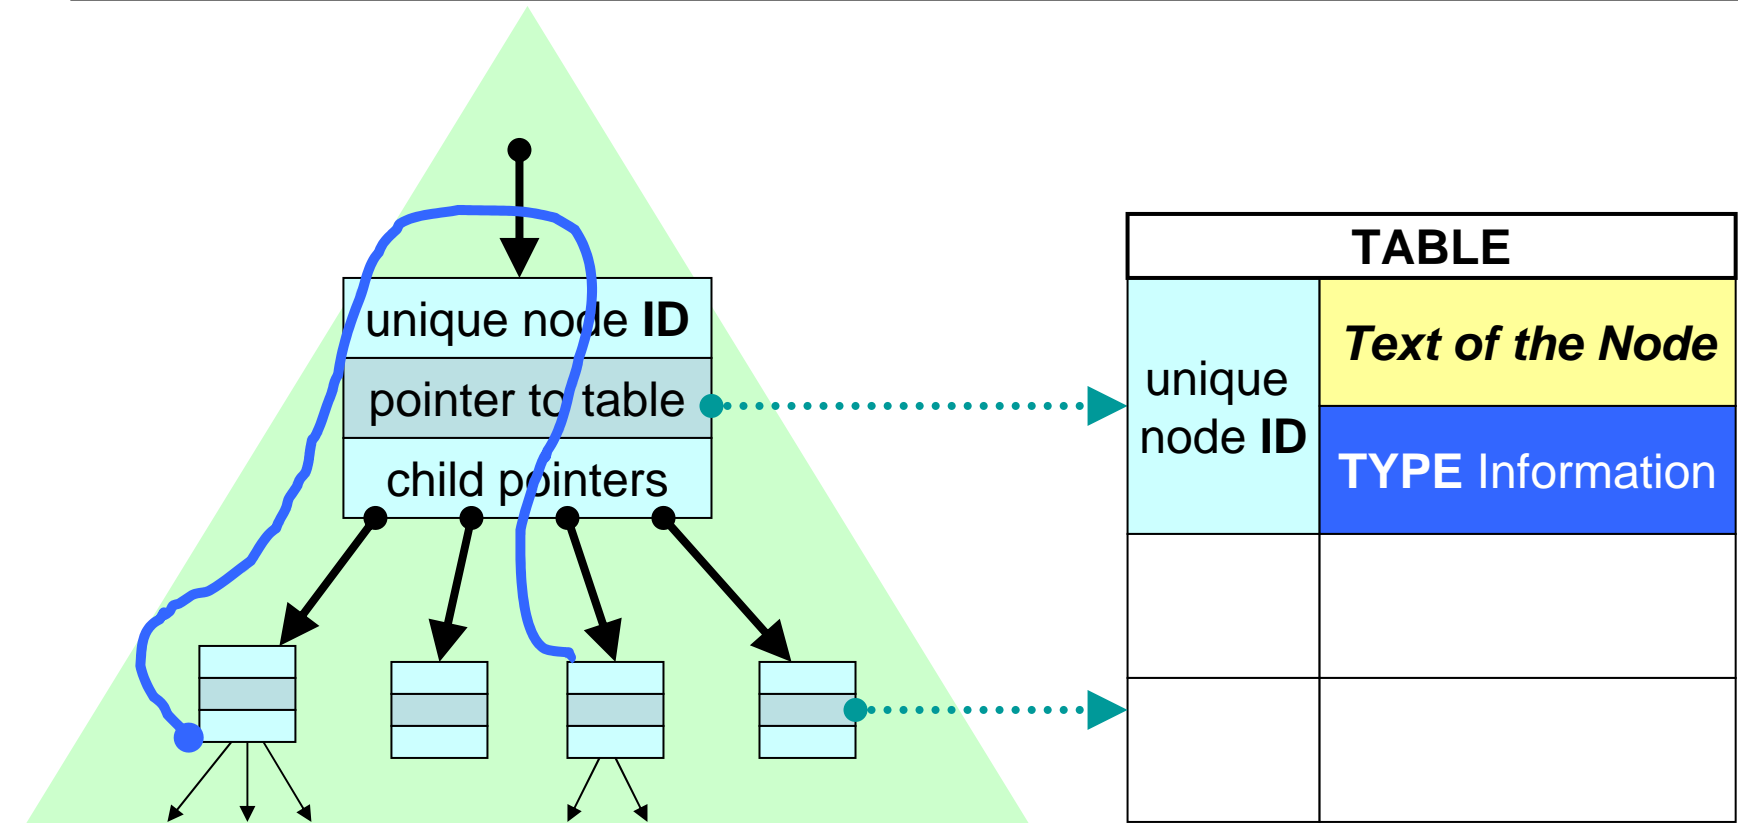 unique node ID
pointer to table
child pointers
TABLE
unique
node ID
Text of the Node
TYPE Information